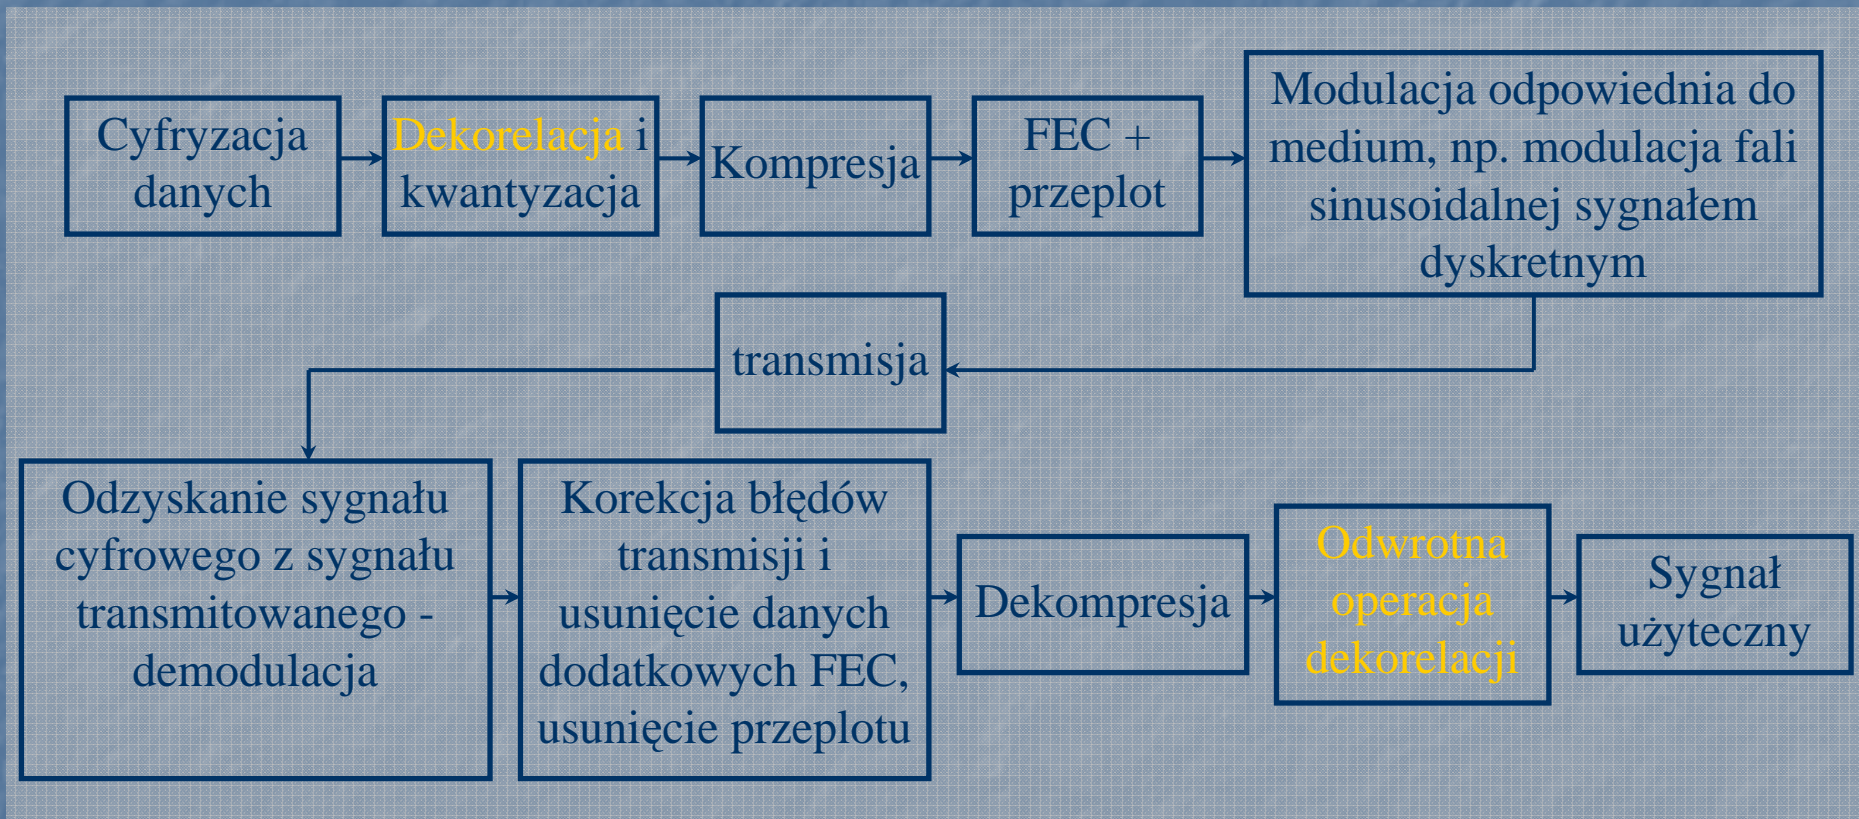 Cyfryzacja
danych
Dekorelacja i
kwantyzacja
Kompresja
FEC +
przeplot
Modulacja odpowiednia do
medium, np. modulacja fali
sinusoidalnej sygnałem
dyskretnym
transmisja
Odzyskanie sygnału
cyfrowego z sygnału
transmitowanego -
demodulacja
Korekcja błędów
transmisji i
usunięcie danych
dodatkowych FEC,
usunięcie przeplotu
Dekompresja
Odwrotna
operacja
dekorelacji
Sygnał
użyteczny